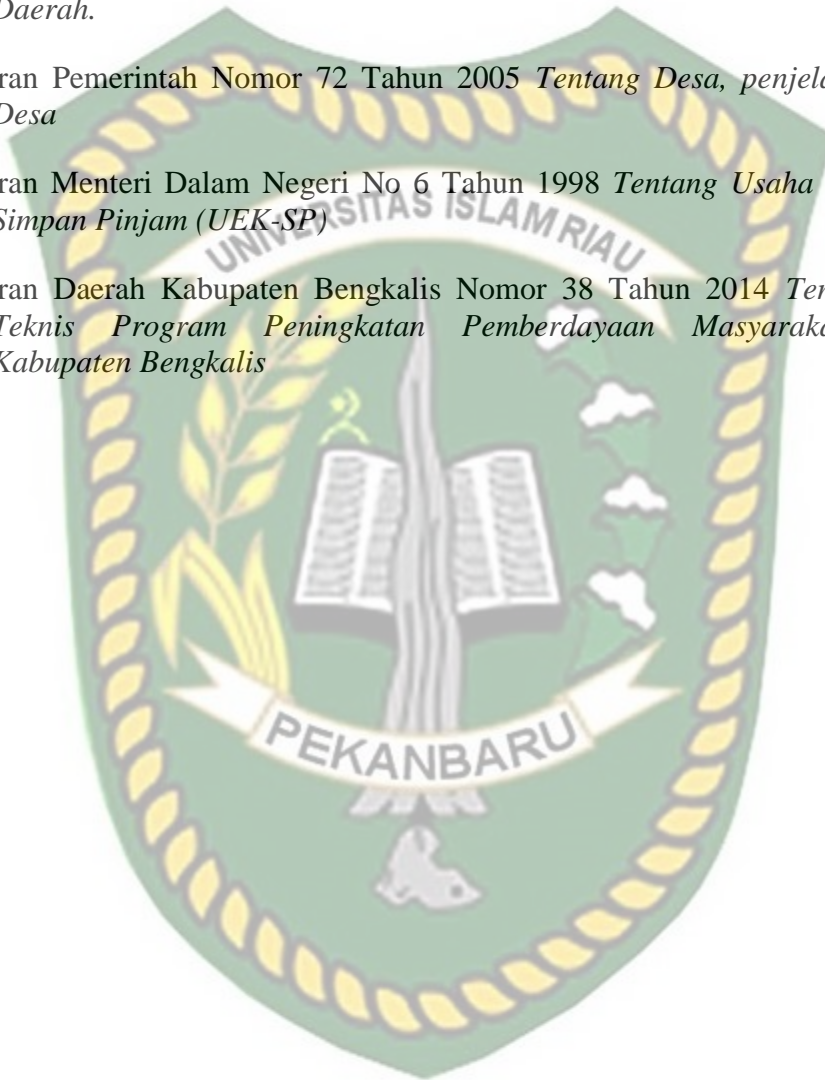 Daerah.
ran Pemerintah Nomor 72 Tahun 2005 Tentang Desa, penjela
Desa
ran Menteri Dalam Negeri No 6 Tahun 1998 Tentang Usaha
Simpan Pinjam (UEK-SP)
UNIVERSITAS ISLAM RIAU
ran Daerah Kabupaten Bengkalis Nomor 38 Tahun 2014 Ten
Teknis Program Peningkatan Pemberdayaan Masyaraka
Kabupaten Bengkalis
PEKANBARU